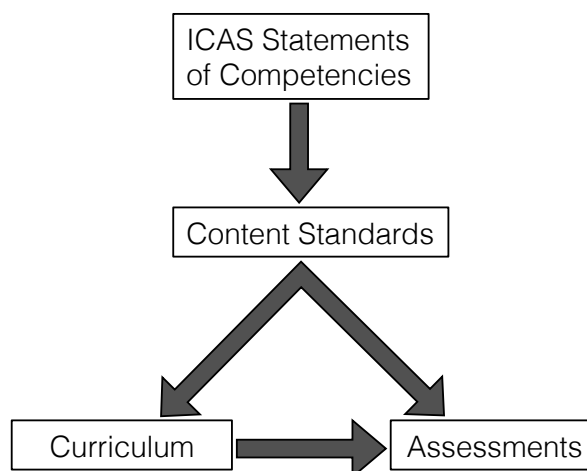 ICAS Statements
of Competencies
Content Standards
Curriculum
Assessments